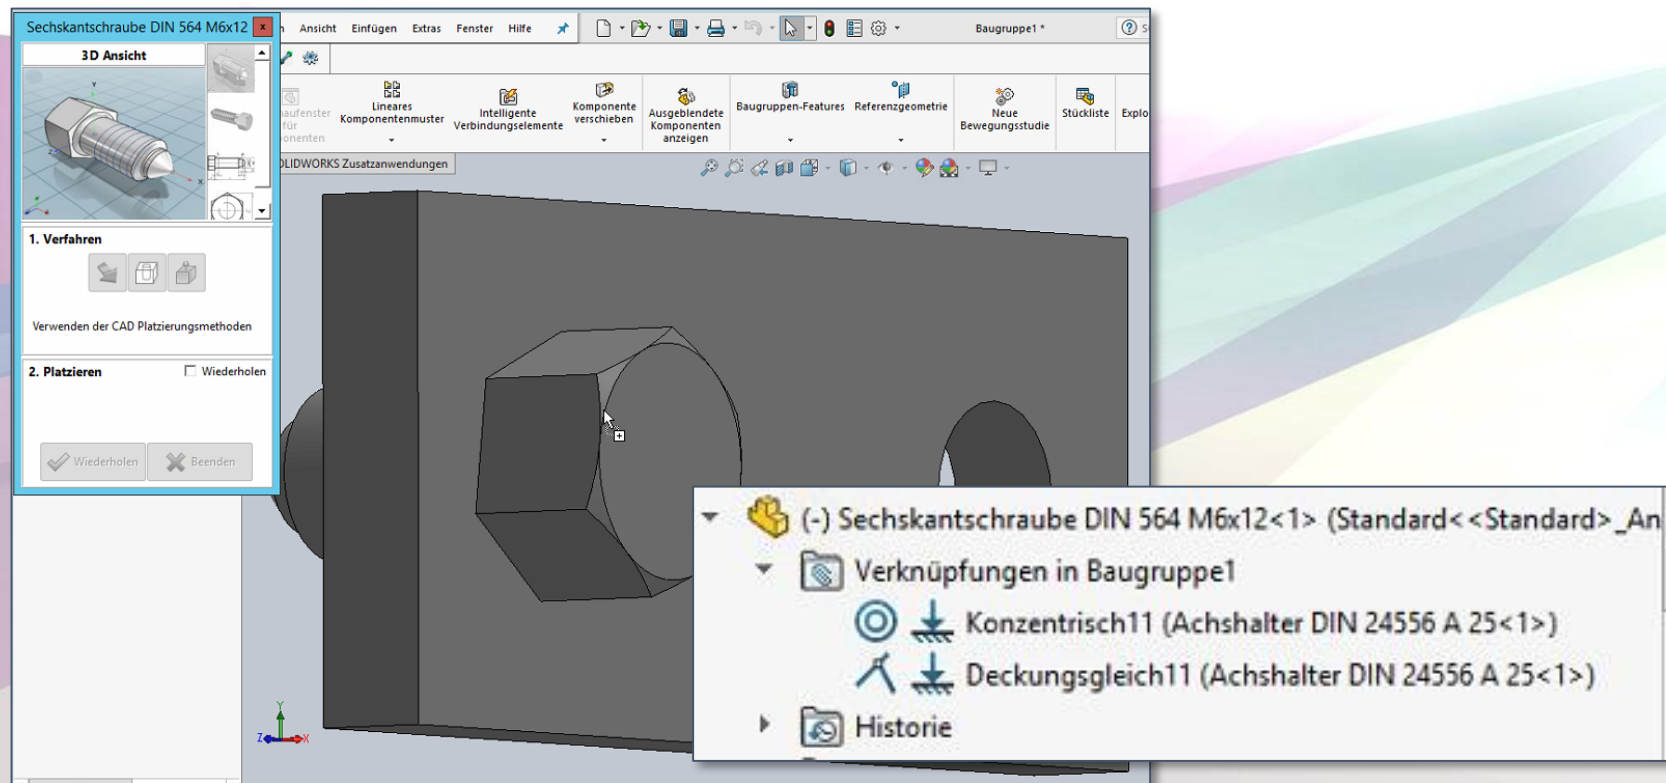 Sechskantschraube DIN 564 M6x12
Ansicht Einfügen Extras Fenster Hilfe
Baugruppe1 *
3D Ansicht
Lineares
Komponentenmuster
Intelligente
Verbindungselemente
Komponente
verschieben
Ausgeblendete
Komponenten
anzeigen
Baugruppen-Features
Referenzgeometrie
Neue
Bewegungsstudie
Stückliste
Explo
für
OLIDWORKS Zusatzanwendungen
Y
X
1. Verfahren
Verwenden der CAD Platzierungsmethoden
2. Platzieren
Wiederholen
Wiederholen
Beenden
Y
Z
X
(-) Sechskantschraube DIN 564 M6x12<1> (Standard<<Standard>_An
Verknüpfungen in Baugruppe1
Konzentrisch11 (Achshalter DIN 24556 A 25<1>)
Deckungsgleich11 (Achshalter DIN 24556 A 25<1>)
Historie